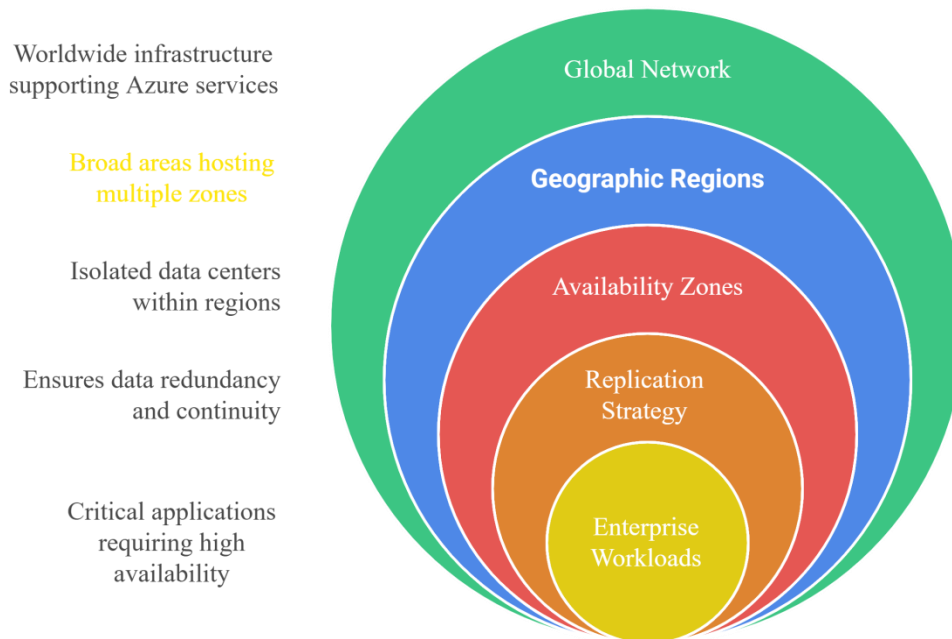 Worldwide infrastructure
supporting Azure services
Global Network
Broad areas hosting
multiple zones
Geographic Regions
Isolated data centers
within regions
Availability Zones
Ensures data redundancy
and continuity
Replication
Strategy
Critical applications
requiring high
availability
Enterprise
Workloads